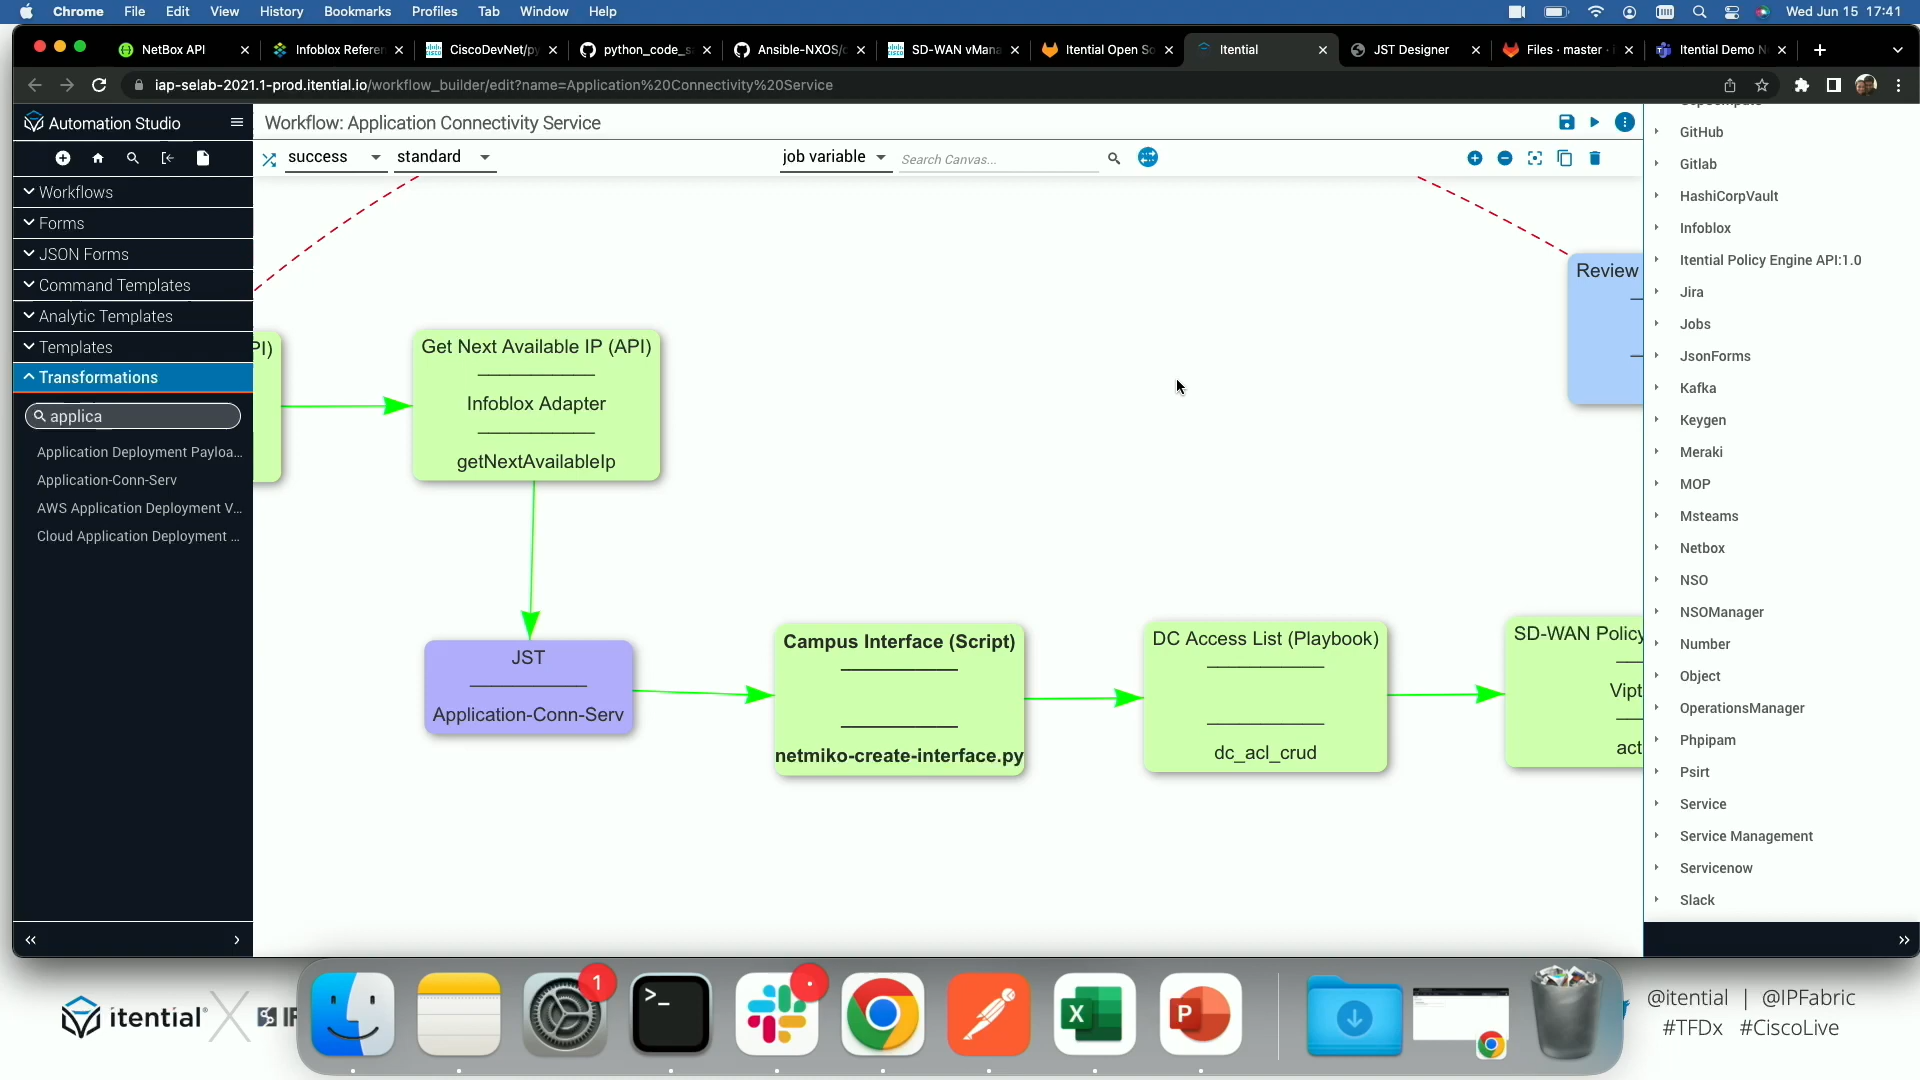 Chrome File Edit View History Bookmarks Profiles Tab Window Help
Wed Jun 15 17:41
NetBox API
Infoblox Refere
CiscoDevNet/py
python_code_s
Ansible-NXOS/
SD-WAN vMana
Itential Open So
Itential
JST Designer
Files · master ·
Itential Demo N
iap-selab-2021.1-prod.itential.io/workflow_builder/edit?name=Application%20Connectivity%20Service
Automation Studio
Workflow: Application Connectivity Service
success
standard
job variable
Search Canvas...
Workflows
Forms
JSON Forms
Command Templates
Analytic Templates
Templates
Transformations
applica
Application Deployment Payloa...
Application-Conn-Serv
AWS Application Deployment V...
Cloud Application Deployment ...
PI)
Get Next Available IP (API)
Infoblox Adapter
getNextAvailableIp
Review
JST
Application-Conn-Serv
Campus Interface (Script)
netmiko-create-interface.py
DC Access List (Playbook)
dc_acl_crud
SD-WAN Policy
Vipt
act
GitHub
Gitlab
HashiCorpVault
Infoblox
Itential Policy Engine API:1.0
Jira
Jobs
JsonForms
Kafka
Keygen
Meraki
MOP
Msteams
Netbox
NSO
NSOManager
Number
Object
OperationsManager
Phpipam
Psirt
Service
Service Management
Servicenow
Slack
itential
IF
1
X
P
@itential | @IPFabric
#TFDx #CiscoLive